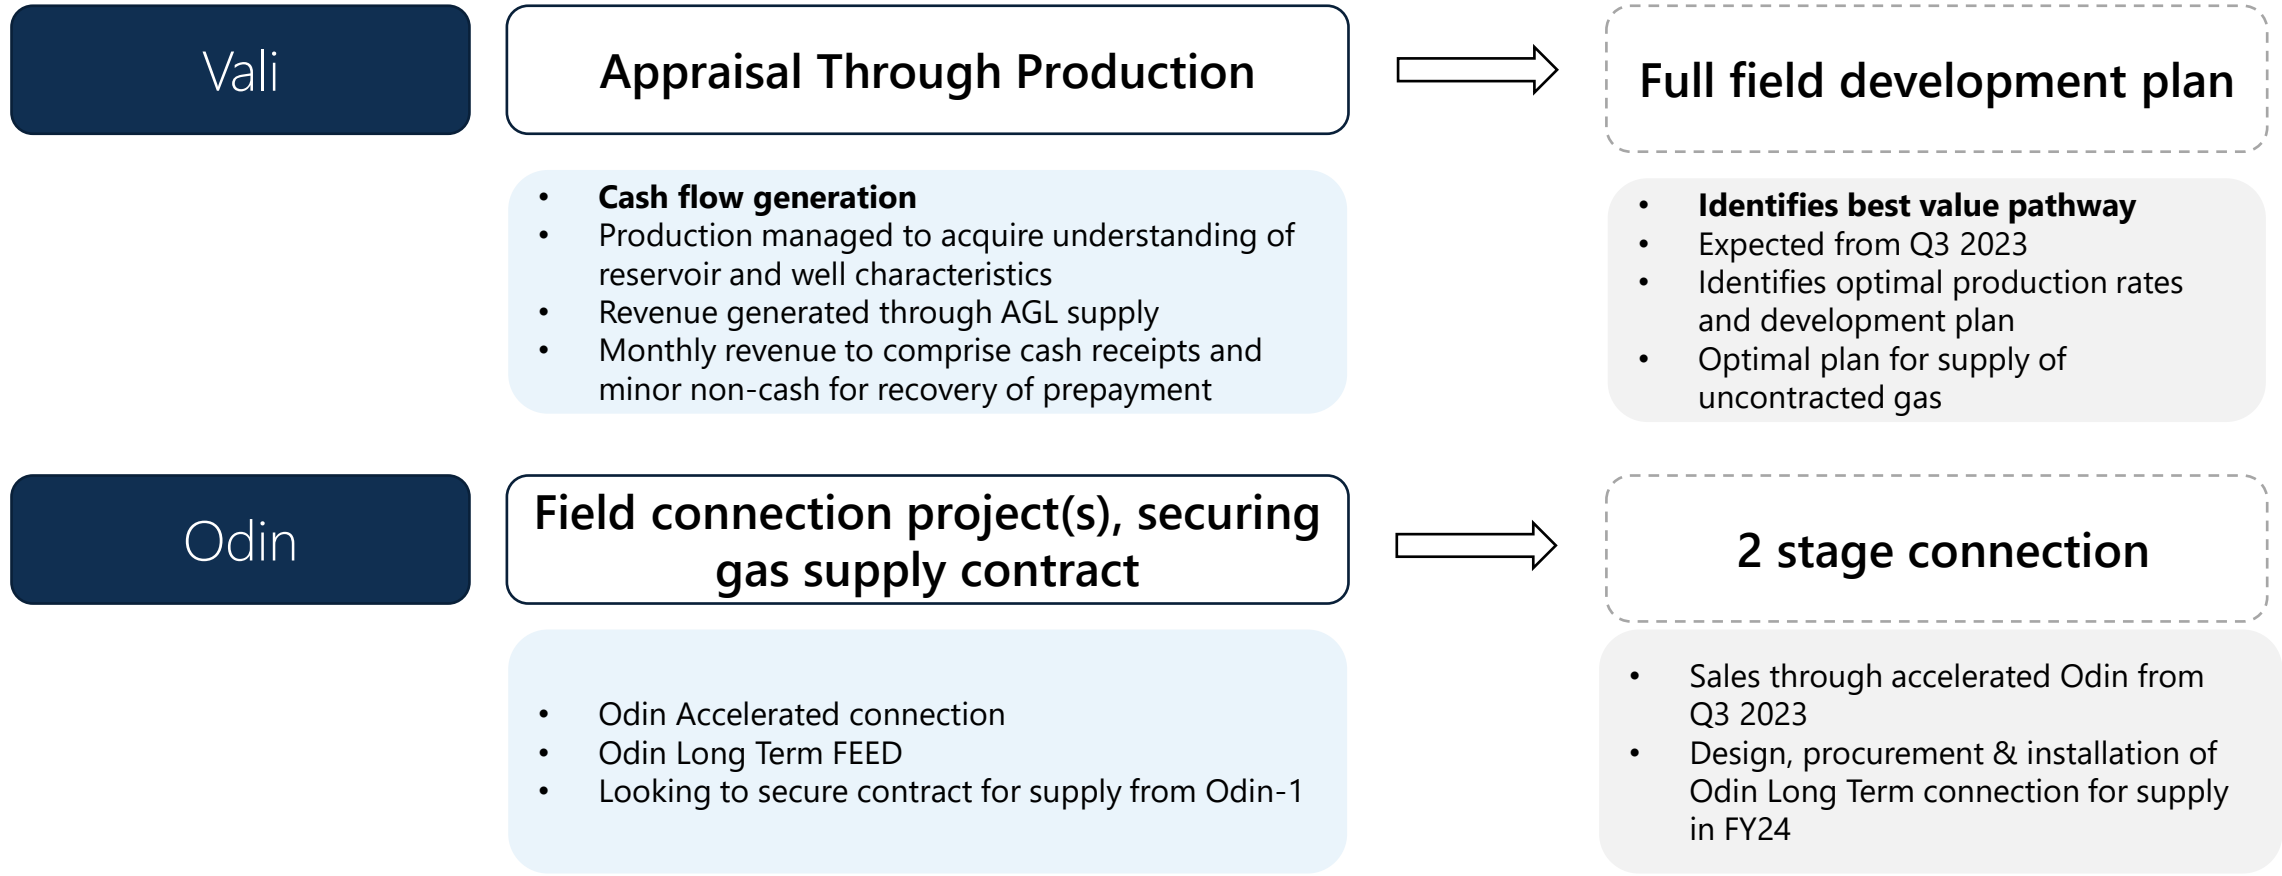 Vali
Appraisal Through Production
Full field development plan
• Cash flow generation
• Production managed to acquire understanding of
reservoir and well characteristics
• Revenue generated through AGL supply
• Monthly revenue to comprise cash receipts and
minor non-cash for recovery of prepayment
• Identifies best value pathway
• Expected from Q3 2023
• Identifies optimal production rates
and development plan
• Optimal plan for supply of
uncontracted gas
Odin
Field connection project(s), securing
gas supply contract
2 stage connection
• Odin Accelerated connection
• Odin Long Term FEED
• Looking to secure contract for supply from Odin-1
• Sales through accelerated Odin from
Q3 2023
• Design, procurement & installation of
Odin Long Term connection for supply
in FY24